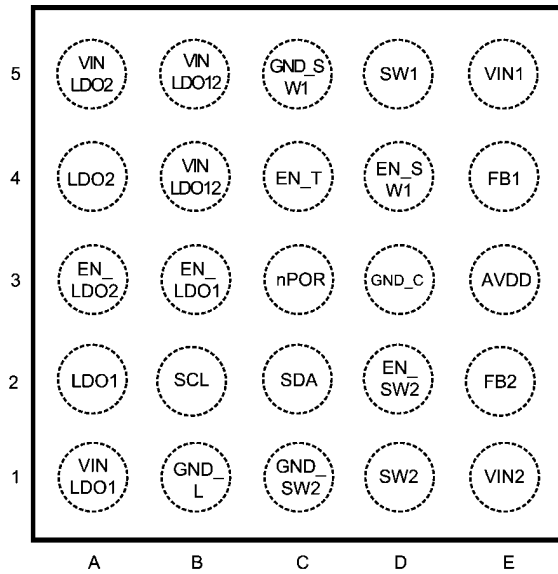 5
VIN
LDO2
VIN
LDO12
GND_S
W1
SW1
VIN1
4
LDO2
VIN
LDO12
EN_T
EN_S
W1
FB1
3
EN_
LDO2
EN_
LDO1
nPOR
GND_C
AVDD
2
LDO1
SCL
SDA
EN_
SW2
FB2
1
VIN
LDO1
GND_
L
GND_
SW2
SW2
VIN2
A B C D E